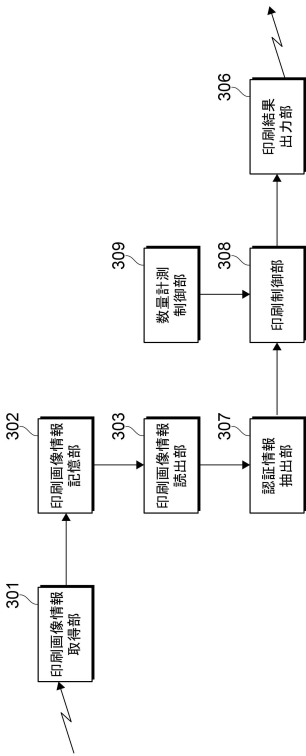 301
印刷画像情報
取得部
302
印刷画像情報
記憶部
303
印刷画像情報
読出部
307
認証情報
抽出部
309
数量計測
制御部
308
印刷制御部
306
印刷結果
出力部